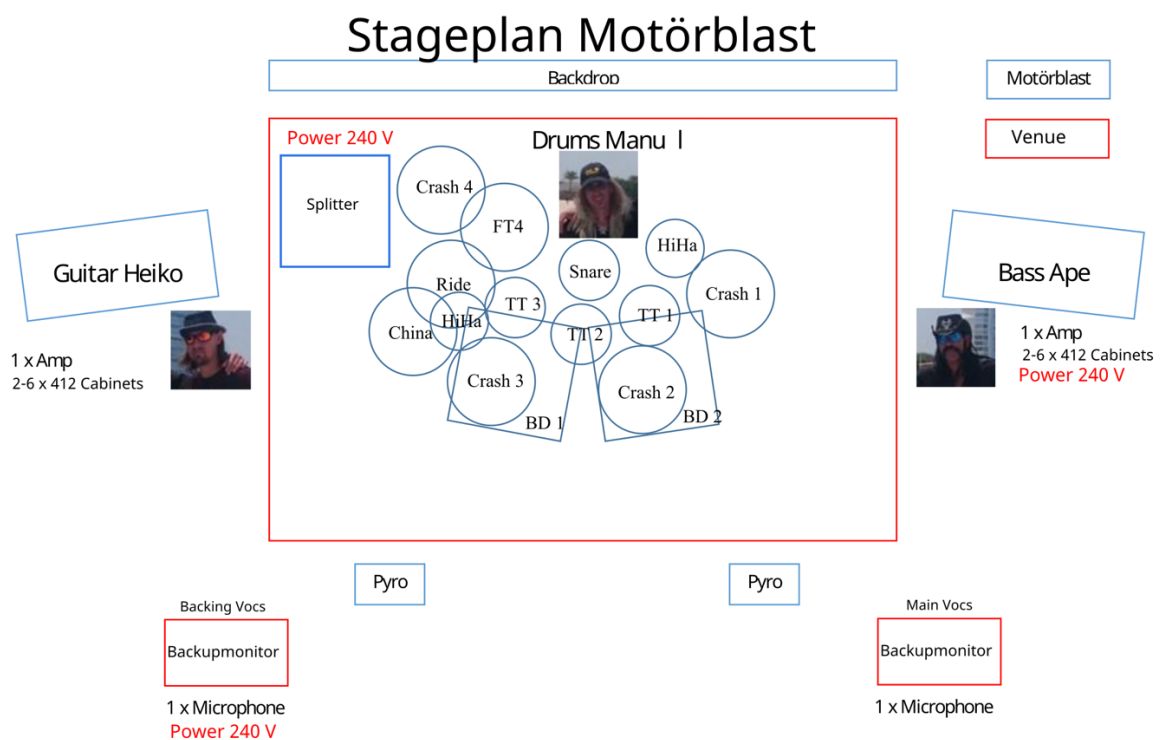 Stageplan Motörblast
Backdrop
Motörblast
Power 240 V
Drums Manu l
Venue
Splitter
Crash 4
FT4
HiHa
Snare
Guitar Heiko
Bass Ape
Ride
Crash 1
TT 3
TT 1
HiHa
China
TT 2
1 x Amp
2-6 x 412 Cabinets
1 x Amp
2-6 x 412 Cabinets
Power 240 V
Crash 3
Crash 2
BD 1
BD 2
Pyro
Pyro
Backing Vocs
Backupmonitor
1 x Microphone
Power 240 V
Main Vocs
Backupmonitor
1 x Microphone